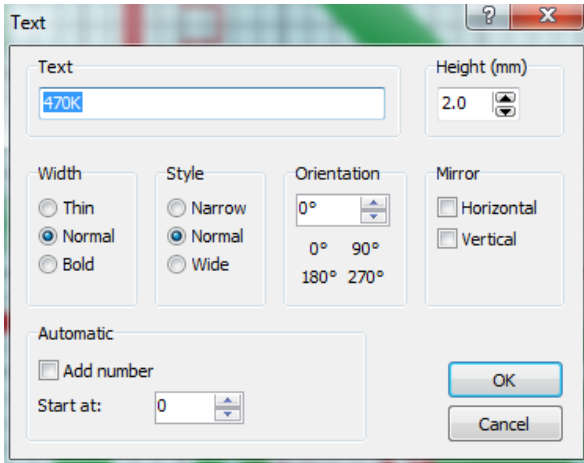 Text
?
X
Text
Height (mm)
470K
2.0
Width
Style
Orientation
Mirror
Thin
Narrow
0°
Horizontal
Normal
Normal
0° 90°
Vertical
Bold
Wide
180° 270°
Automatic
Add number
Start at:
0
OK
Cancel